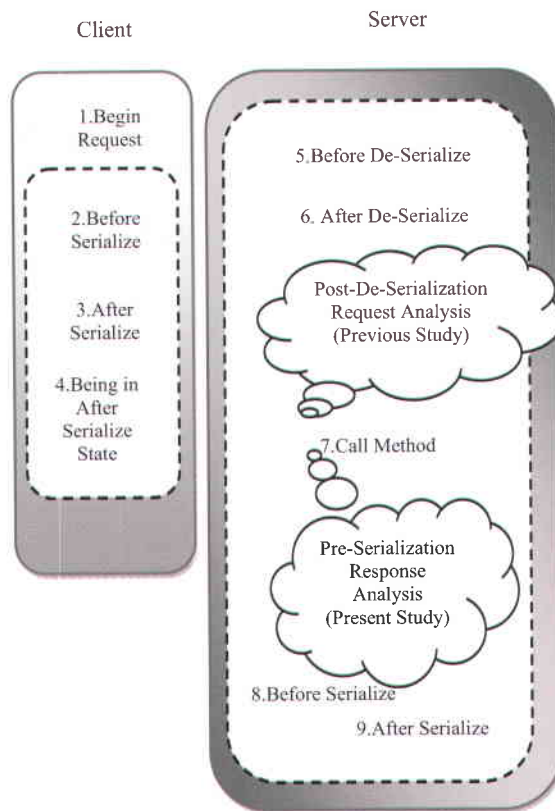 Client
Server
1.Begin
Request
2.Before
Serialize
3.After
Serialize
4.Being in
After
Serialize
State
5.Before De-Serialize
6. After De-Serialize
Post-De-Serialization
Request Analysis
(Previous Study)
7.Call Method
Pre-Serialization
Response
Analysis
(Present Study)
8.Before Serialize
9.After Serialize